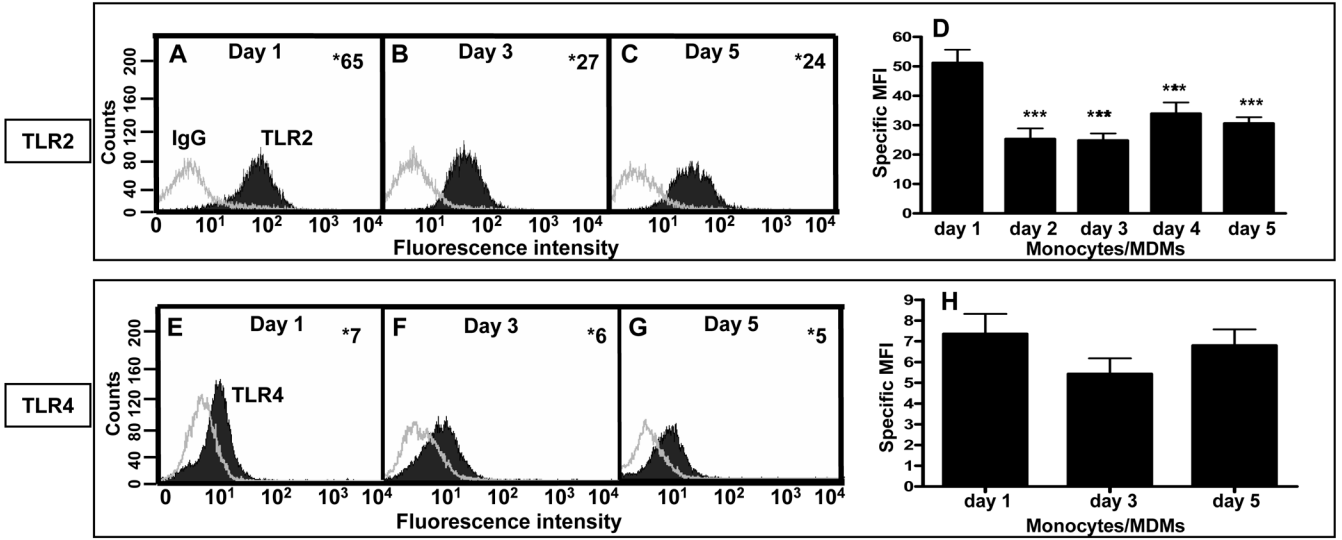 TLR2
A Day 1 *65
B Day 3 *27
C Day 5 *24
IgG TLR2
Counts
200
160
120
80
40
0
0 10¹ 10² 10³ 10⁴
10¹ 10² 10³ 10⁴
10¹ 10² 10³ 10⁴
Fluorescence intensity
D
Specific MFI
60
50
40
30
20
10
0
*** *** *** ***
day 1 day 2 day 3 day 4 day 5
Monocytes/MDMs
TLR4
E Day 1 *7
F Day 3 *6
G Day 5 *5
TLR4
Counts
200
160
120
80
40
0
0 10¹ 10² 10³ 10⁴
10¹ 10² 10³ 10⁴
10¹ 10² 10³ 10⁴
Fluorescence intensity
H
Specific MFI
9
8
7
6
5
4
3
2
1
0
day 1 day 3 day 5
Monocytes/MDMs